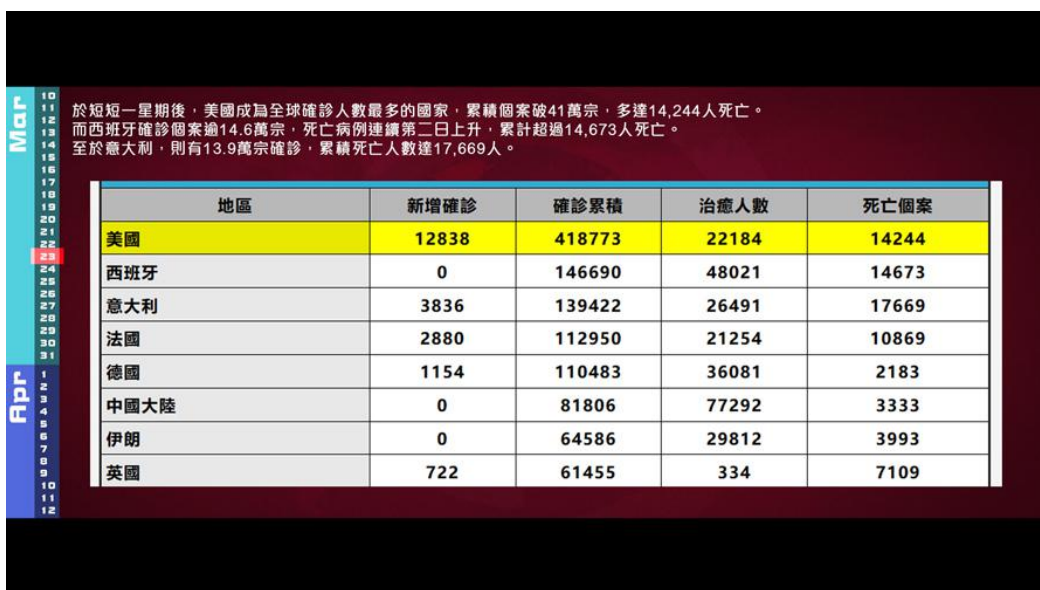 Mar
10
11
12
13
14
15
16
17
18
19
20
21
22
23
24
25
26
27
28
29
30
31
Apr
1
2
3
4
5
6
7
8
9
10
11
12
於短短一星期後，美國成為全球確診人數最多的國家，累積個案破41萬宗，多達14,244人死亡。
而西班牙確診個案逾14.6萬宗，死亡病例連續第二日上升，累計超過14,673人死亡。
至於意大利，則有13.9萬宗確診，累積死亡人數達17,669人。
地區 新增確診 確診累積 治癒人數 死亡個案
美國 12838 418773 22184 14244
西班牙 0 146690 48021 14673
意大利 3836 139422 26491 17669
法國 2880 112950 21254 10869
德國 1154 110483 36081 2183
中國大陸 0 81806 77292 3333
伊朗 0 64586 29812 3993
英國 722 61455 334 7109